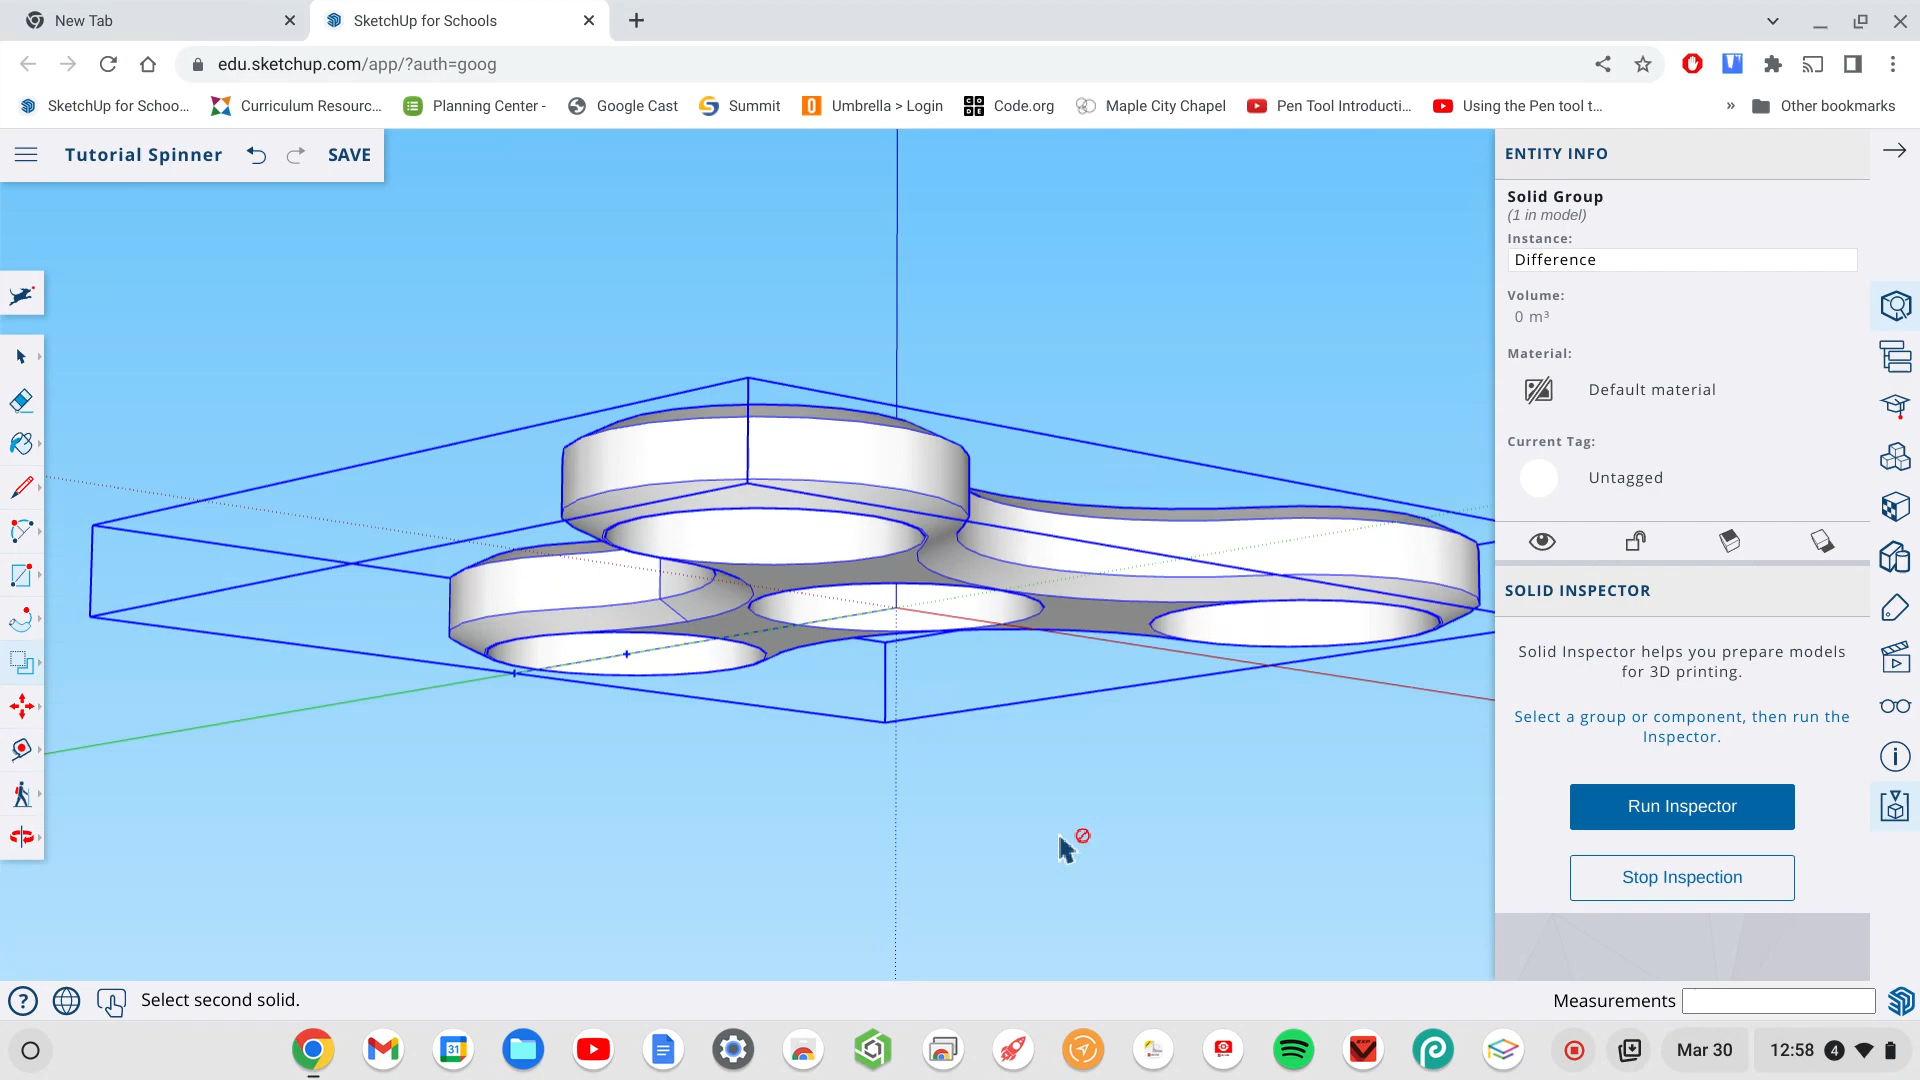 New Tab
SketchUp for Schools
edu.sketchup.com/app/?auth=goog
SketchUp for Schoo...
Curriculum Resourc...
Planning Center -
Google Cast
Summit
Umbrella > Login
Code.org
Maple City Chapel
Pen Tool Introducti...
Using the Pen tool t...
»
Other bookmarks
Tutorial Spinner
SAVE
ENTITY INFO
Solid Group
(1 in model)
Instance:
Difference
Volume:
0 m³
Material:
Default material
Current Tag:
Untagged
SOLID INSPECTOR
Solid Inspector helps you prepare models
for 3D printing.
Select a group or component, then run the
Inspector.
Run Inspector
Stop Inspection
Select second solid.
Measurements
31
Mar 30
12:58
4